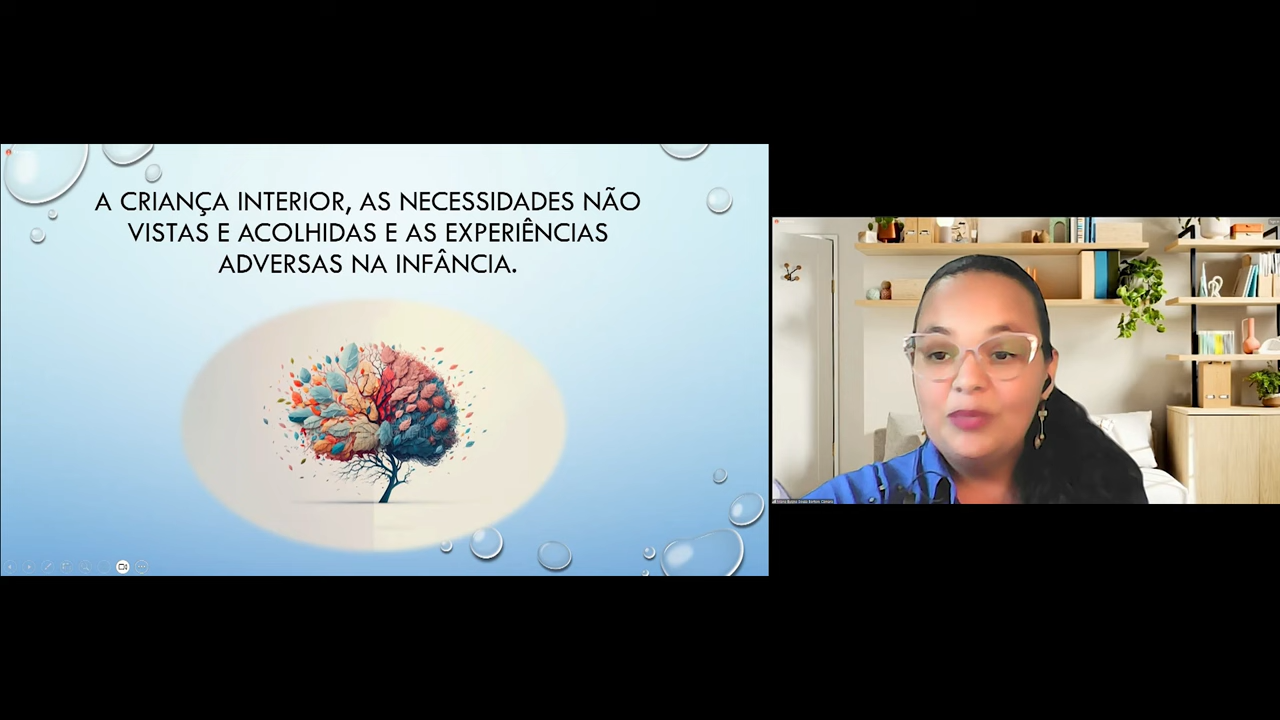 A CRIANÇA INTERIOR, AS NECESSIDADES NÃO
VISTAS E ACOLHIDAS E AS EXPERIÊNCIAS
ADVERSAS NA INFÂNCIA.